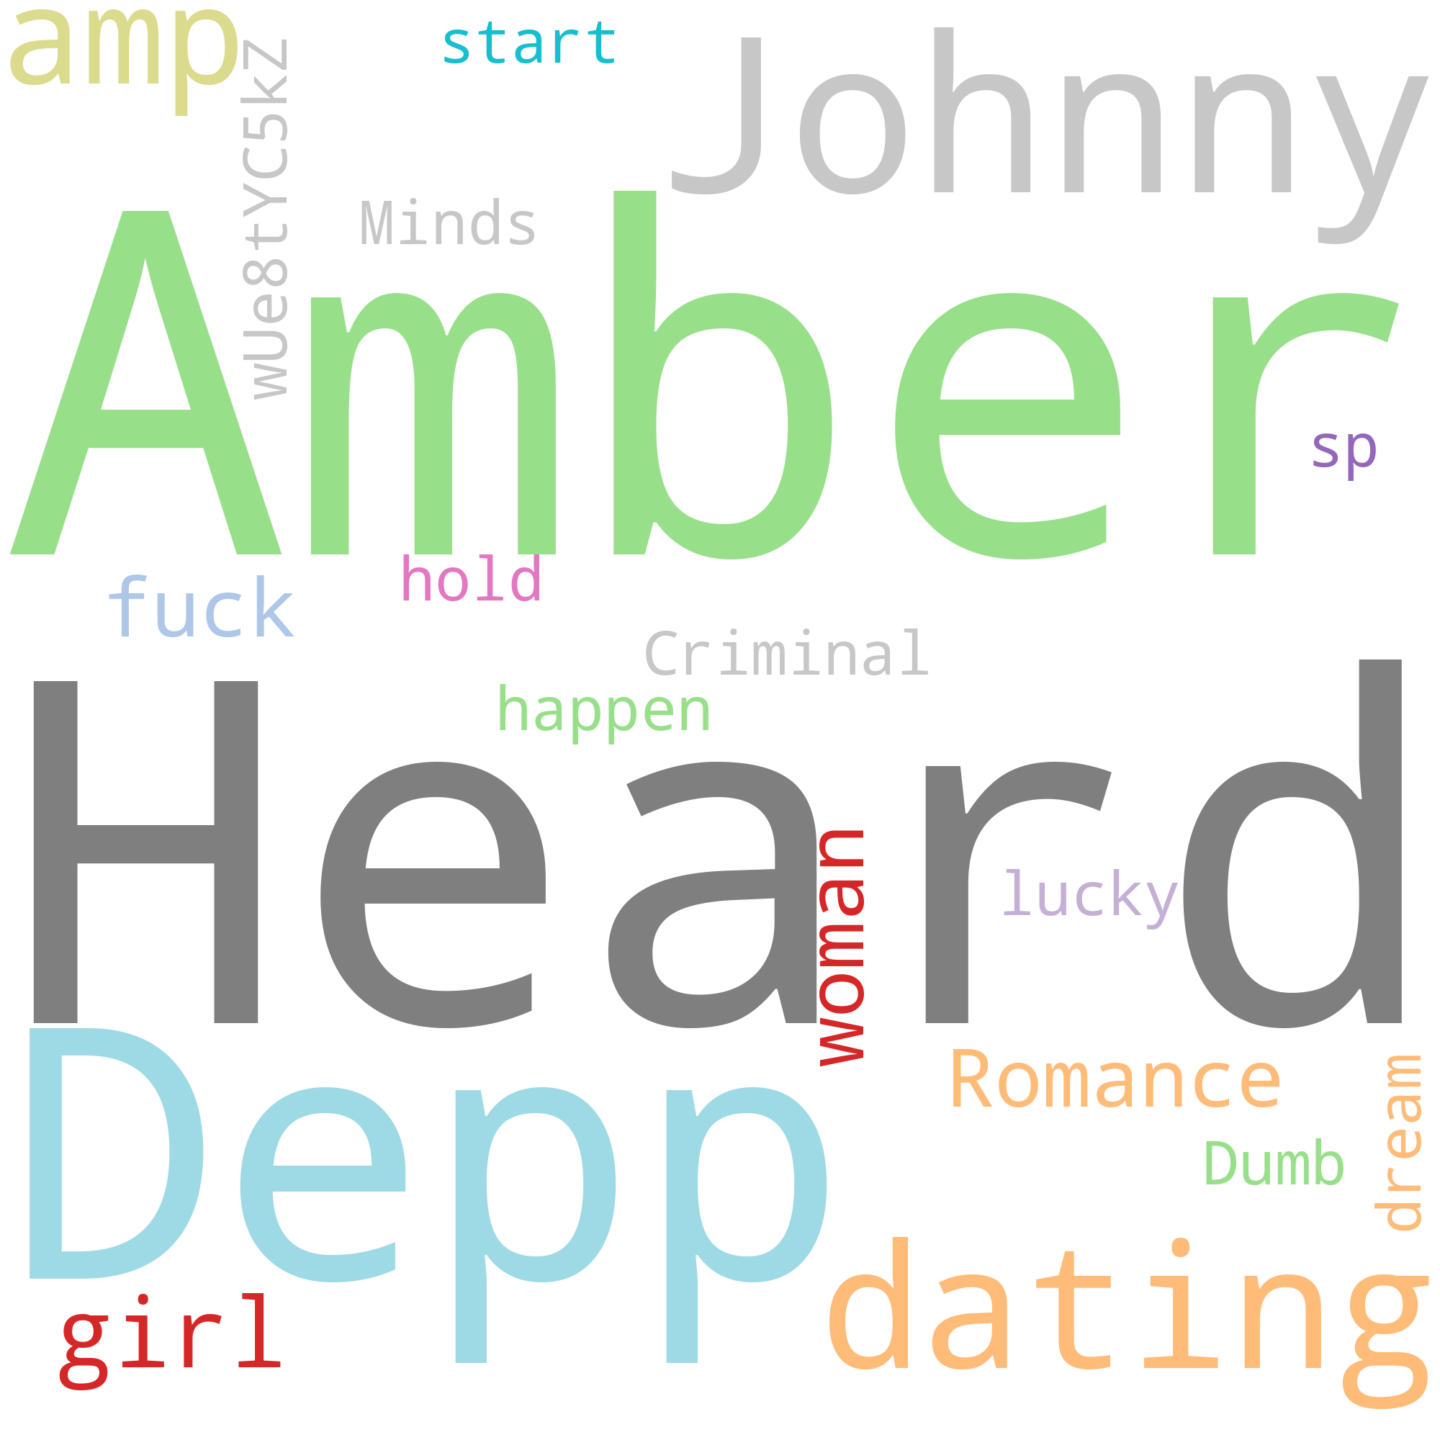 amp
start
Johnny
wUe8tYC5kZ
Minds
Amber
sp
fuck
hold
Criminal
happen
Heard
woman
lucky
Depp
Romance
dream
Dumb
dating
girl